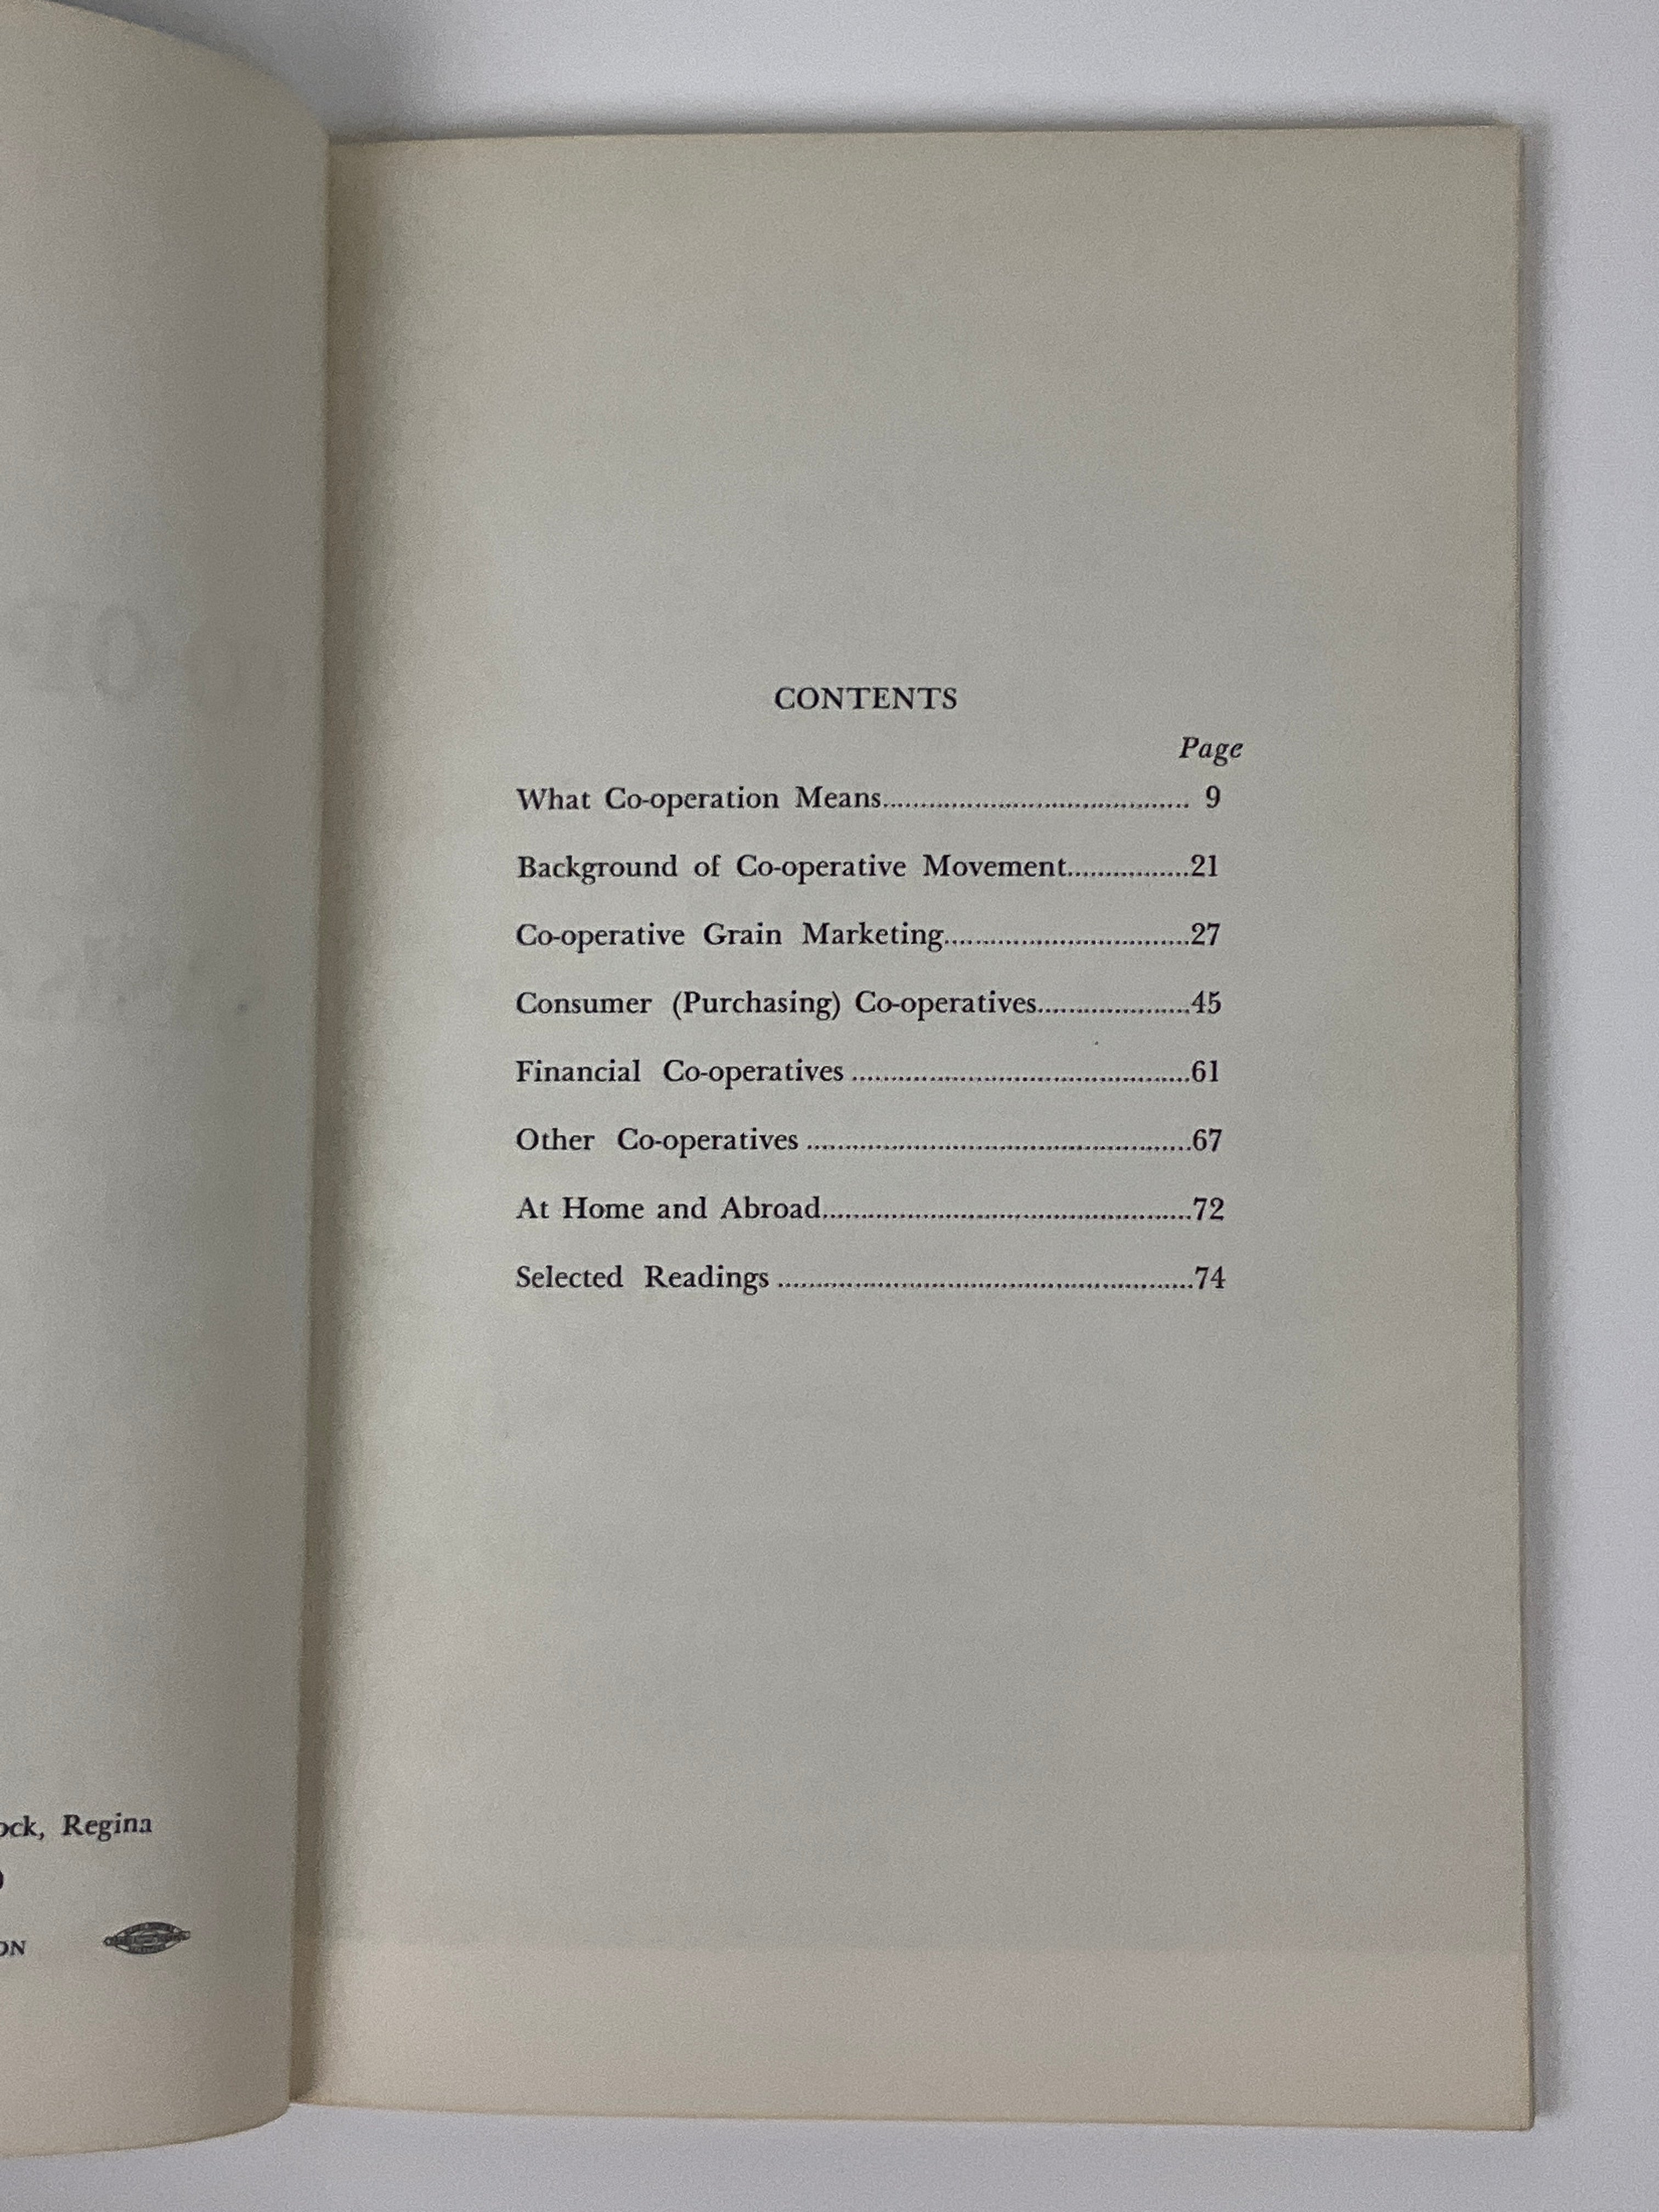 ock, Regina
ON
CONTENTS
Page
What Co-operation Means........................................ 9
Background of Co-operative Movement................21
Co-operative Grain Marketing................................27
Consumer (Purchasing) Co-operatives....................45
Financial Co-operatives ............................................61
Other Co-operatives ..................................................67
At Home and Abroad................................................72
Selected Readings ......................................................74